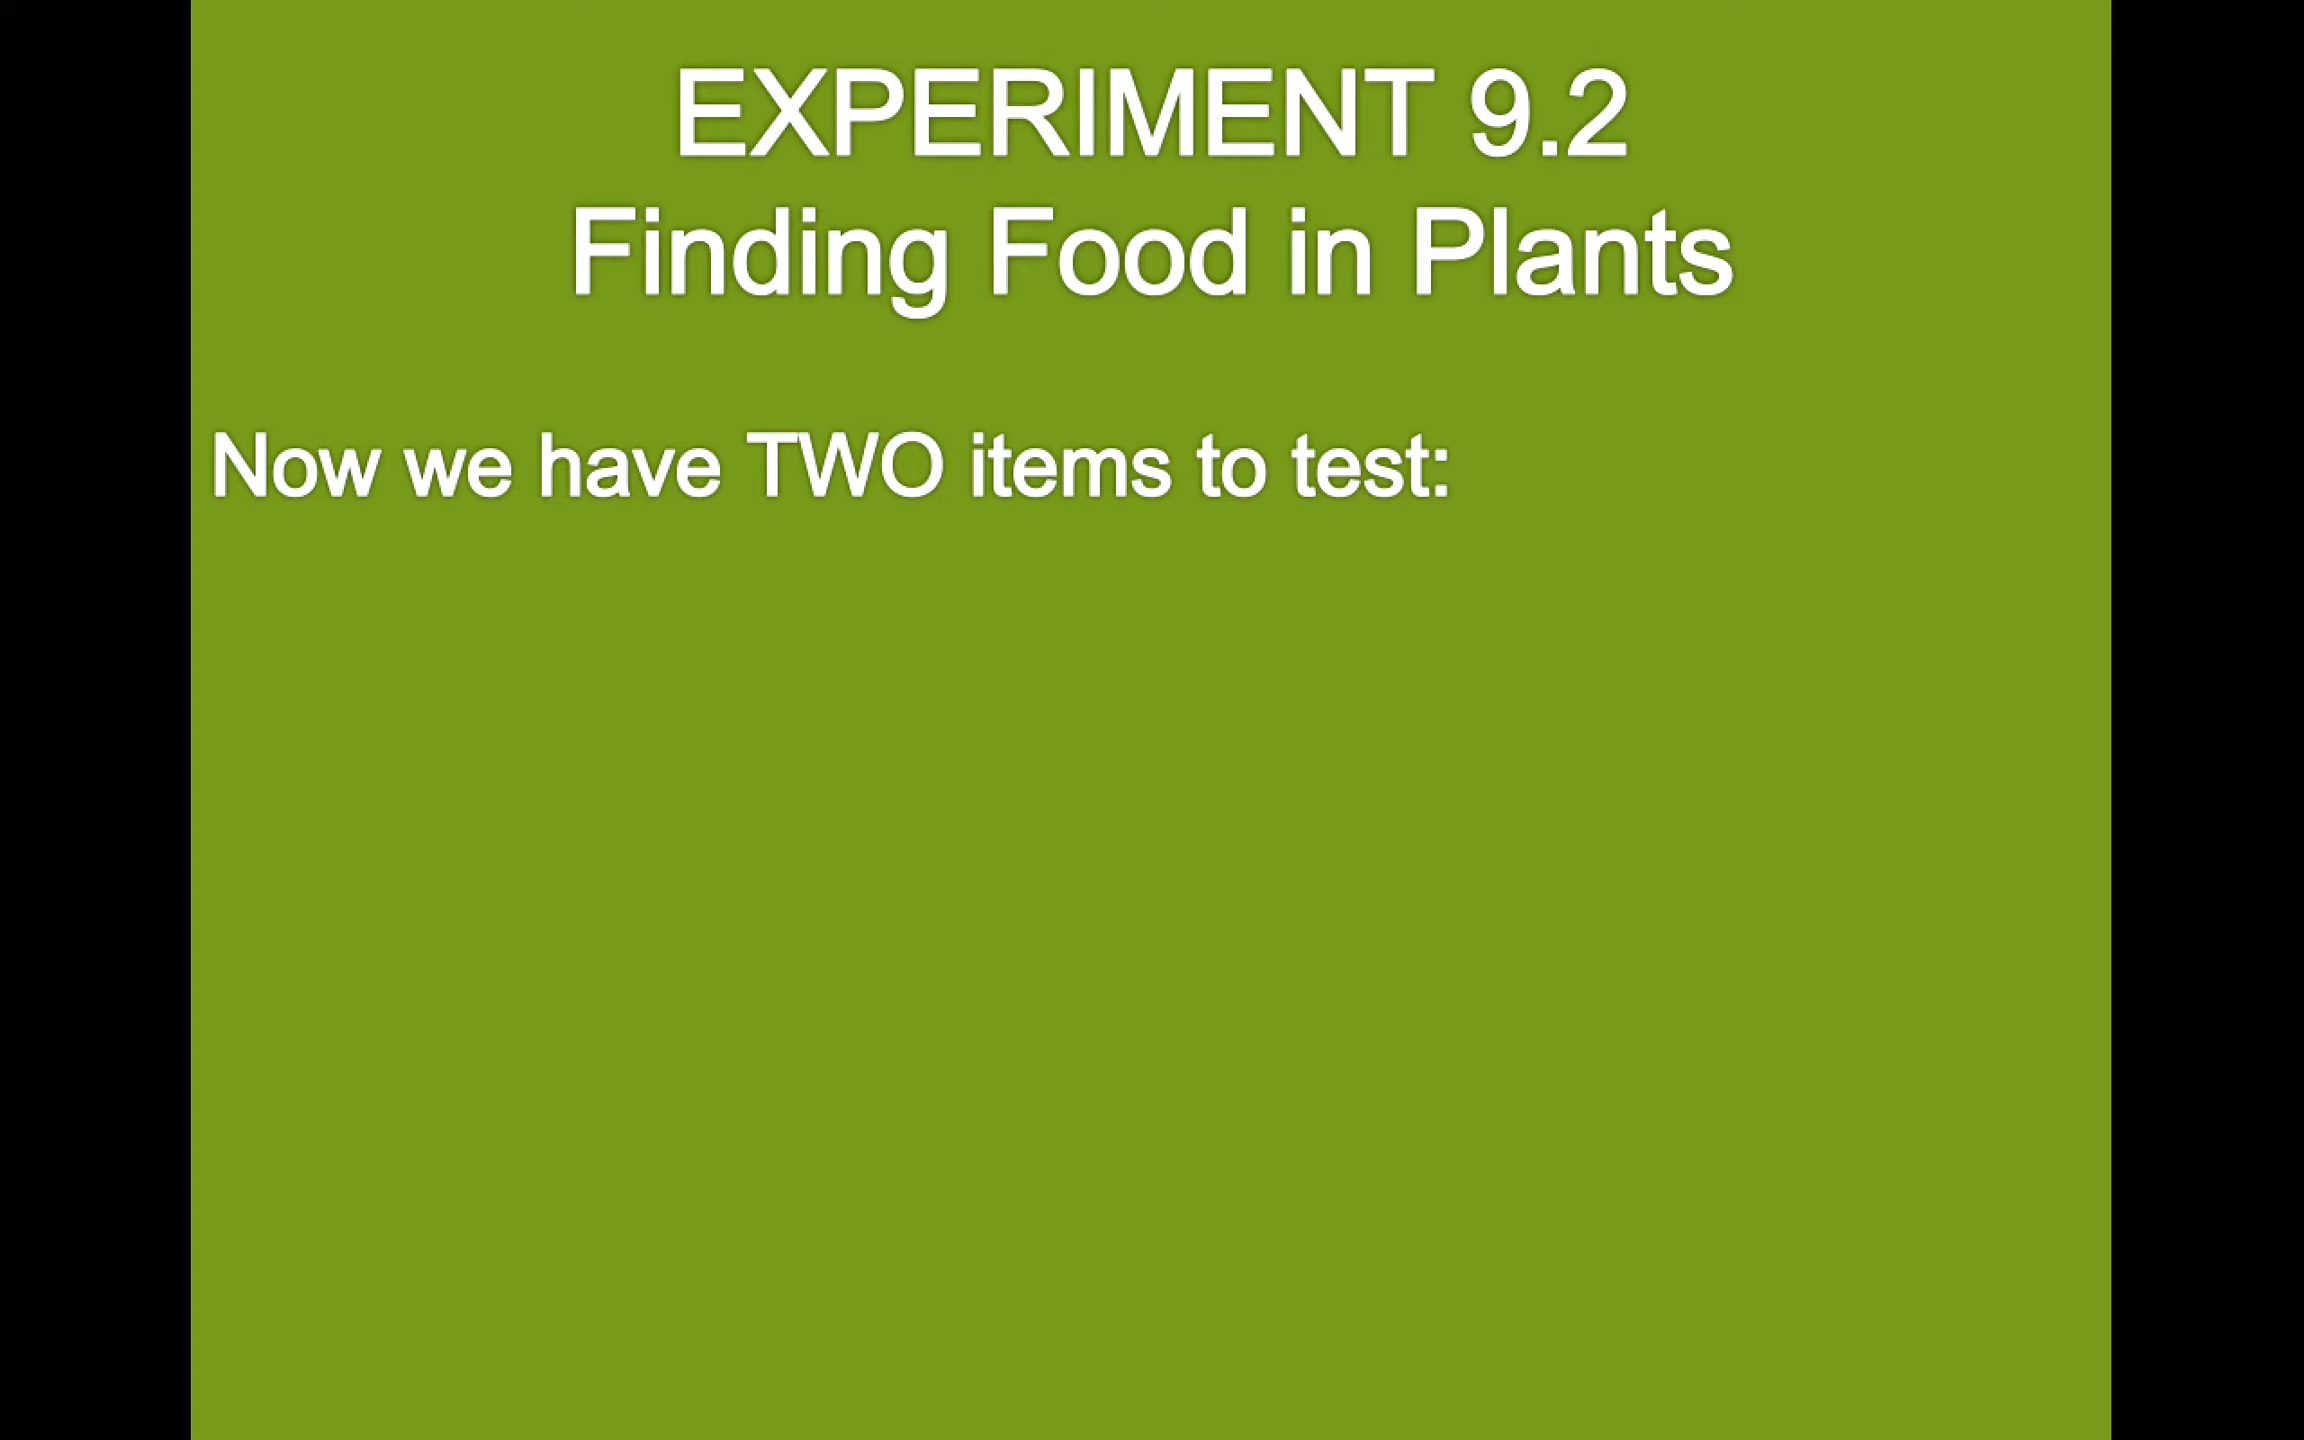 EXPERIMENT 9.2
Finding Food in Plants
Now we have TWO items to test: